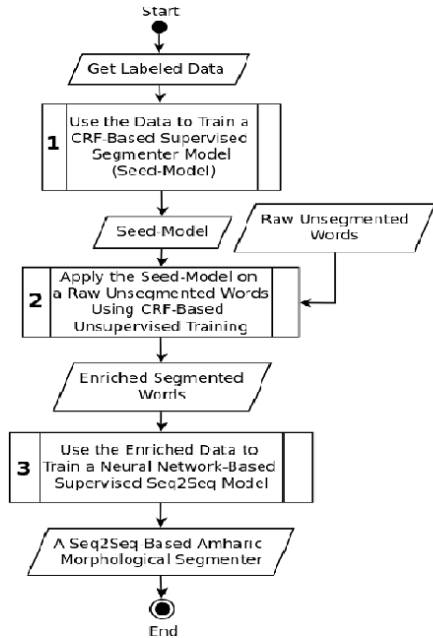 Start
Get Labeled Data
1
Use the Data to Train a
CRF-Based Supervised
Segmenter Model
(Seed-Model)
Seed-Model
Raw Unsegmented
Words
2
Apply the Seed-Model on
a Raw Unsegmented Words
Using CRF-Based
Unsupervised Training
Enriched Segmented
Words
3
Use the Enriched Data to
Train a Neural Network-Based
Supervised Seq2Seq Model
A Seq2Seq Based Amharic
Morphological Segmenter
End